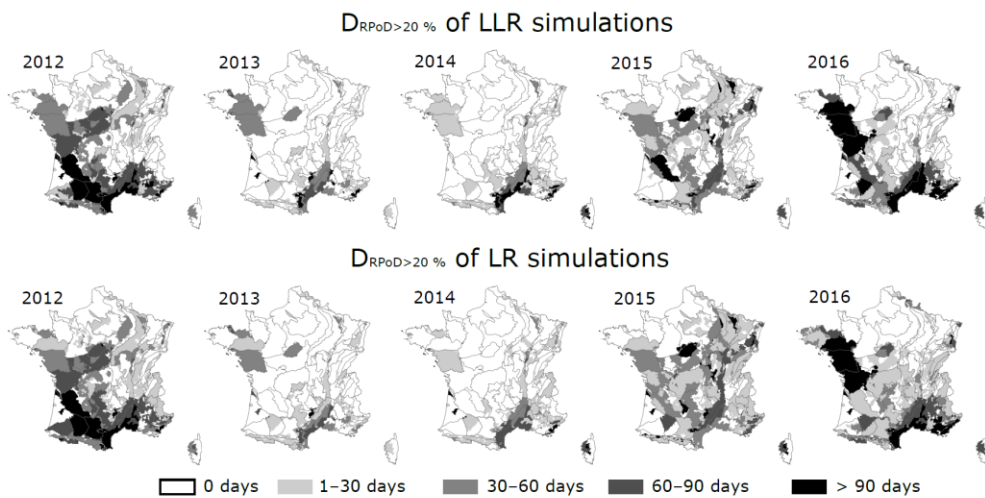 DRPoD>20 % of LLR simulations
2012 2013 2014 2015 2016
DRPoD>20 % of LR simulations
2012 2013 2014 2015 2016
0 days 1–30 days 30–60 days 60–90 days > 90 days